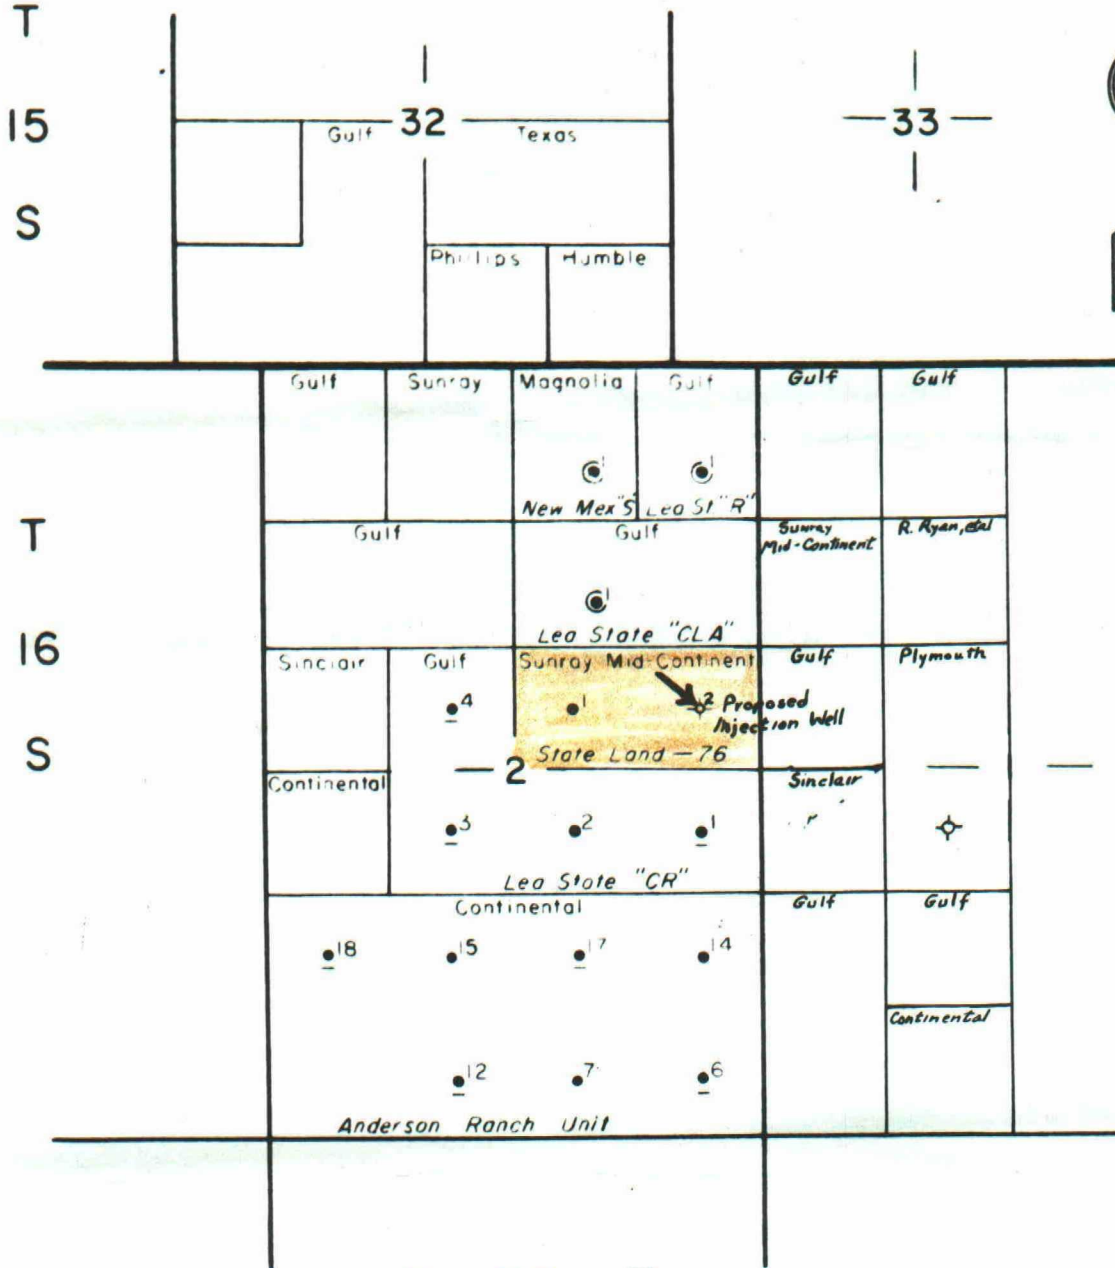 T
15
S
32
33
Gulf
Texas
Phillips
Humble
Gulf
Sunray
Magnolia
Gulf
Gulf
Gulf
1
1
New Mex "S"
Lea St "R"
T
16
S
Gulf
Gulf
Sunray
Mid-Continent
R. Ryan, etal
1
Lea State "CLA"
Sinclair
Gulf
Sunray Mid-Continent
Gulf
Plymouth
4
1
2 Proposed
Injection Well
State Land - 76
2
Continental
Sinclair
3
2
1
Lea State "CR"
Continental
Gulf
Gulf
18
15
17
14
Continental
12
7
6
Anderson Ranch Unit